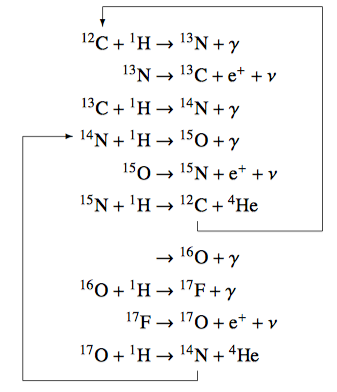 ¹²C + ¹H → ¹³N + γ
¹³N → ¹³C + e⁺ + ν
¹³C + ¹H → ¹⁴N + γ
¹⁴N + ¹H → ¹⁵O + γ
¹⁵O → ¹⁵N + e⁺ + ν
¹⁵N + ¹H → ¹²C + ⁴He
→ ¹⁶O + γ
¹⁶O + ¹H → ¹⁷F + γ
¹⁷F → ¹⁷O + e⁺ + ν
¹⁷O + ¹H → ¹⁴N + ⁴He